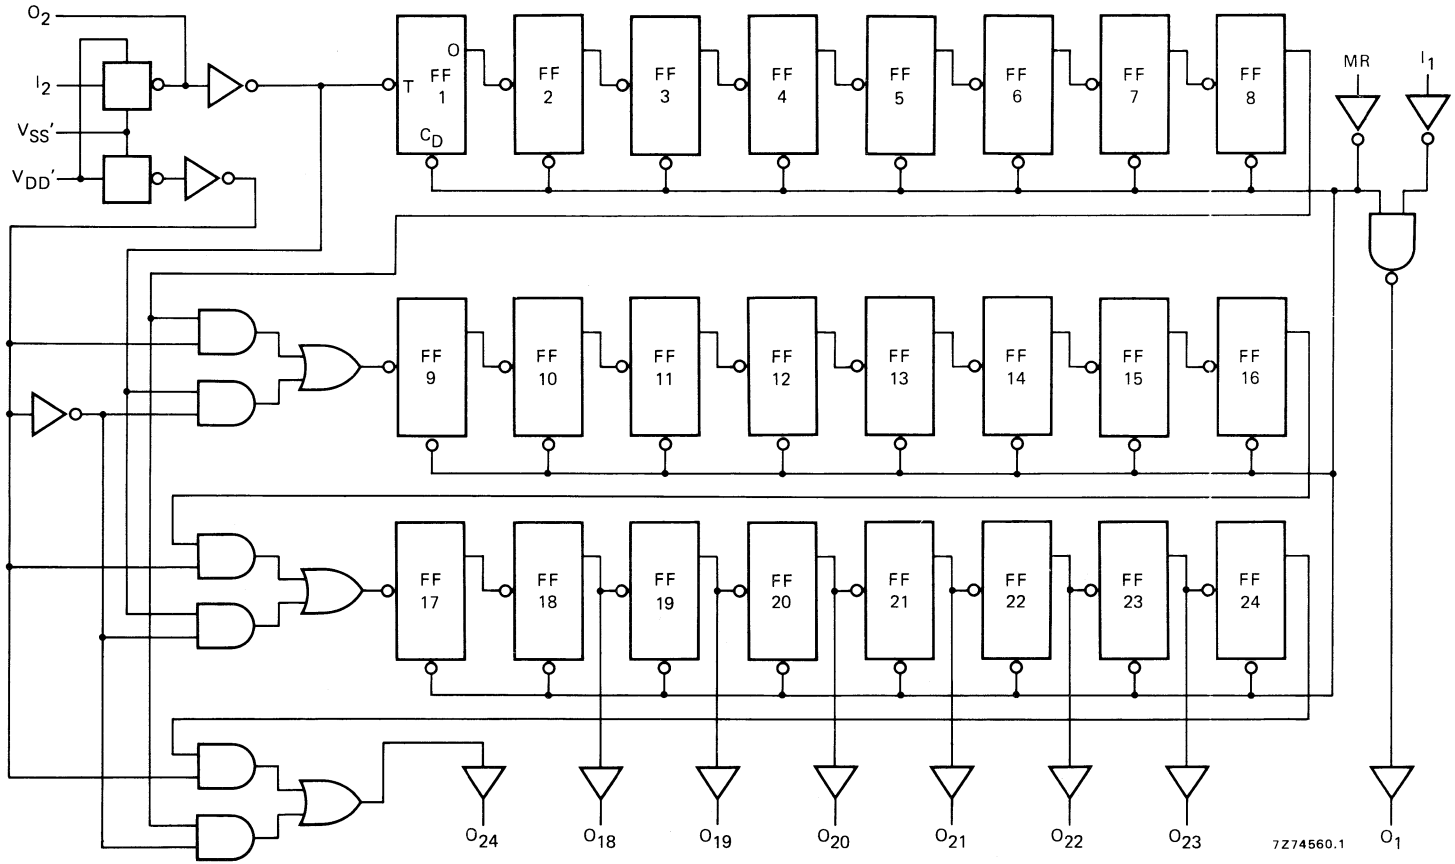 O2
I2
VSS'
VDD'
O
T
FF 1
CD
FF 2
FF 3
FF 4
FF 5
FF 6
FF 7
FF 8
MR
I1
FF 9
FF 10
FF 11
FF 12
FF 13
FF 14
FF 15
FF 16
FF 17
FF 18
FF 19
FF 20
FF 21
FF 22
FF 23
FF 24
O24
O18
O19
O20
O21
O22
O23
7Z74560.1
O1